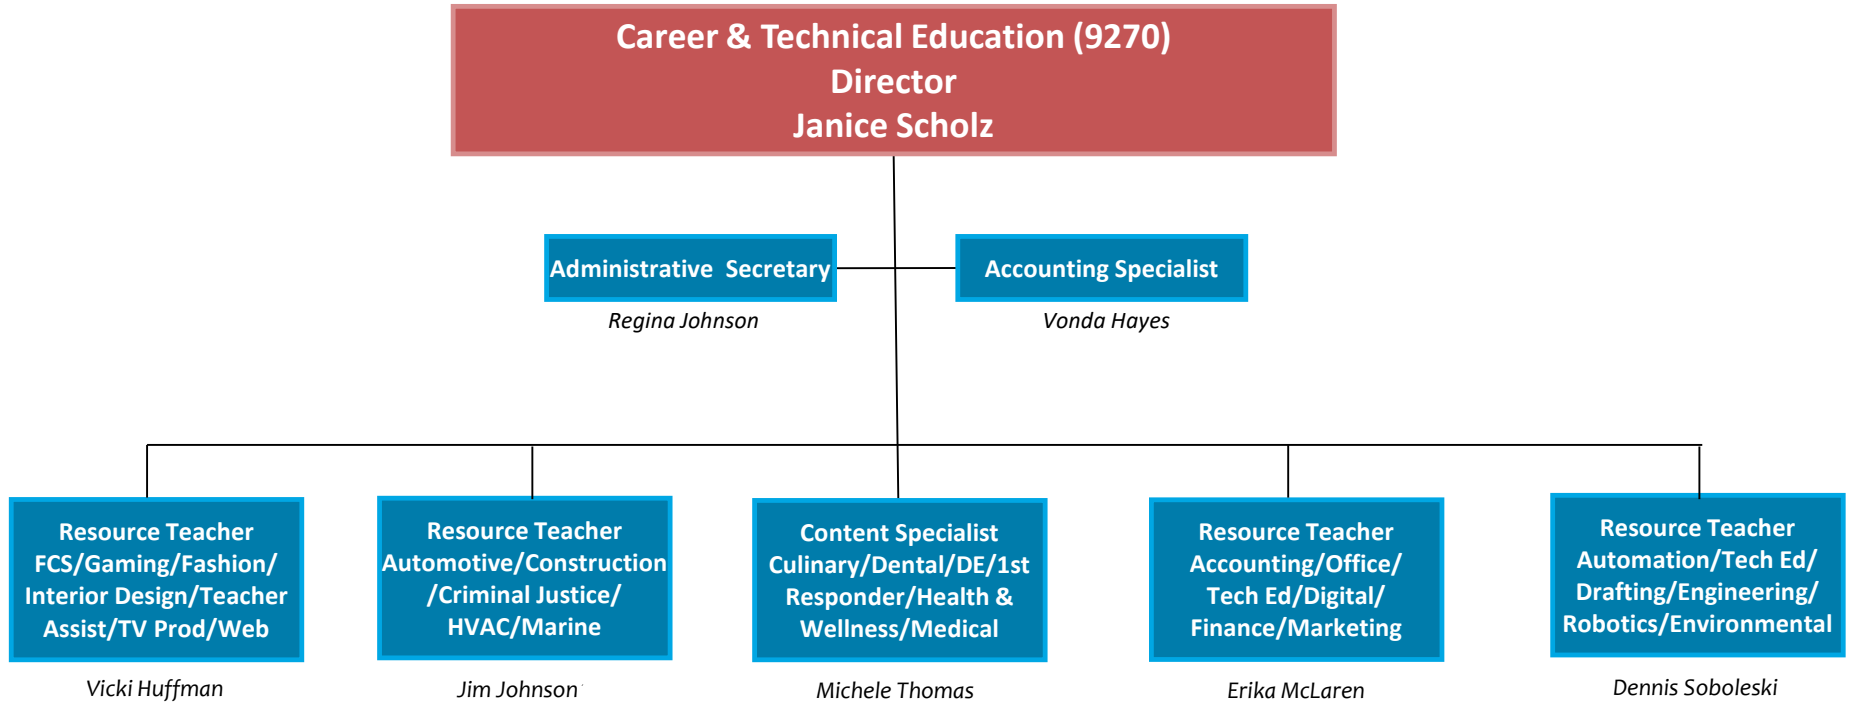 Career & Technical Education (9270)
Director
Janice Scholz
Administrative Secretary
Regina Johnson
Accounting Specialist
Vonda Hayes
Resource Teacher
FCS/Gaming/Fashion/
Interior Design/Teacher
Assist/TV Prod/Web
Vicki Huffman
Resource Teacher
Automotive/Construction
/Criminal Justice/
HVAC/Marine
Jim Johnson
Content Specialist
Culinary/Dental/DE/1st
Responder/Health &
Wellness/Medical
Michele Thomas
Resource Teacher
Accounting/Office/
Tech Ed/Digital/
Finance/Marketing
Erika McLaren
Resource Teacher
Automation/Tech Ed/
Drafting/Engineering/
Robotics/Environmental
Dennis Soboleski